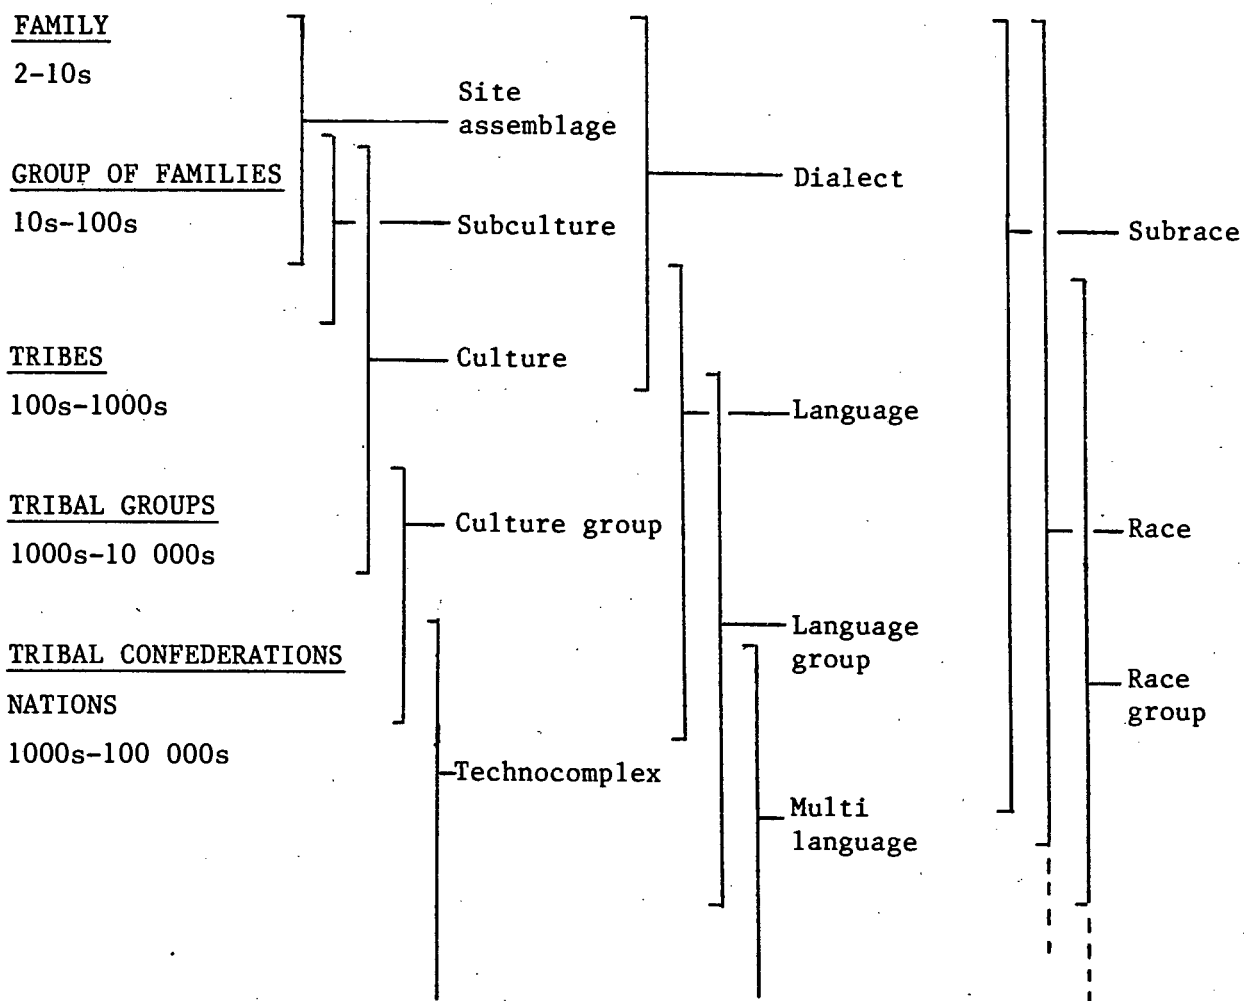 FAMILY
2-10s
GROUP OF FAMILIES
10s-100s
TRIBES
100s-1000s
TRIBAL GROUPS
1000s-10 000s
TRIBAL CONFEDERATIONS
NATIONS
1000s-100 000s
Site
assemblage
Subculture
Culture
Culture group
Technocomplex
Dialect
Language
Language
group
Multi
language
Subrace
Race
Race
group